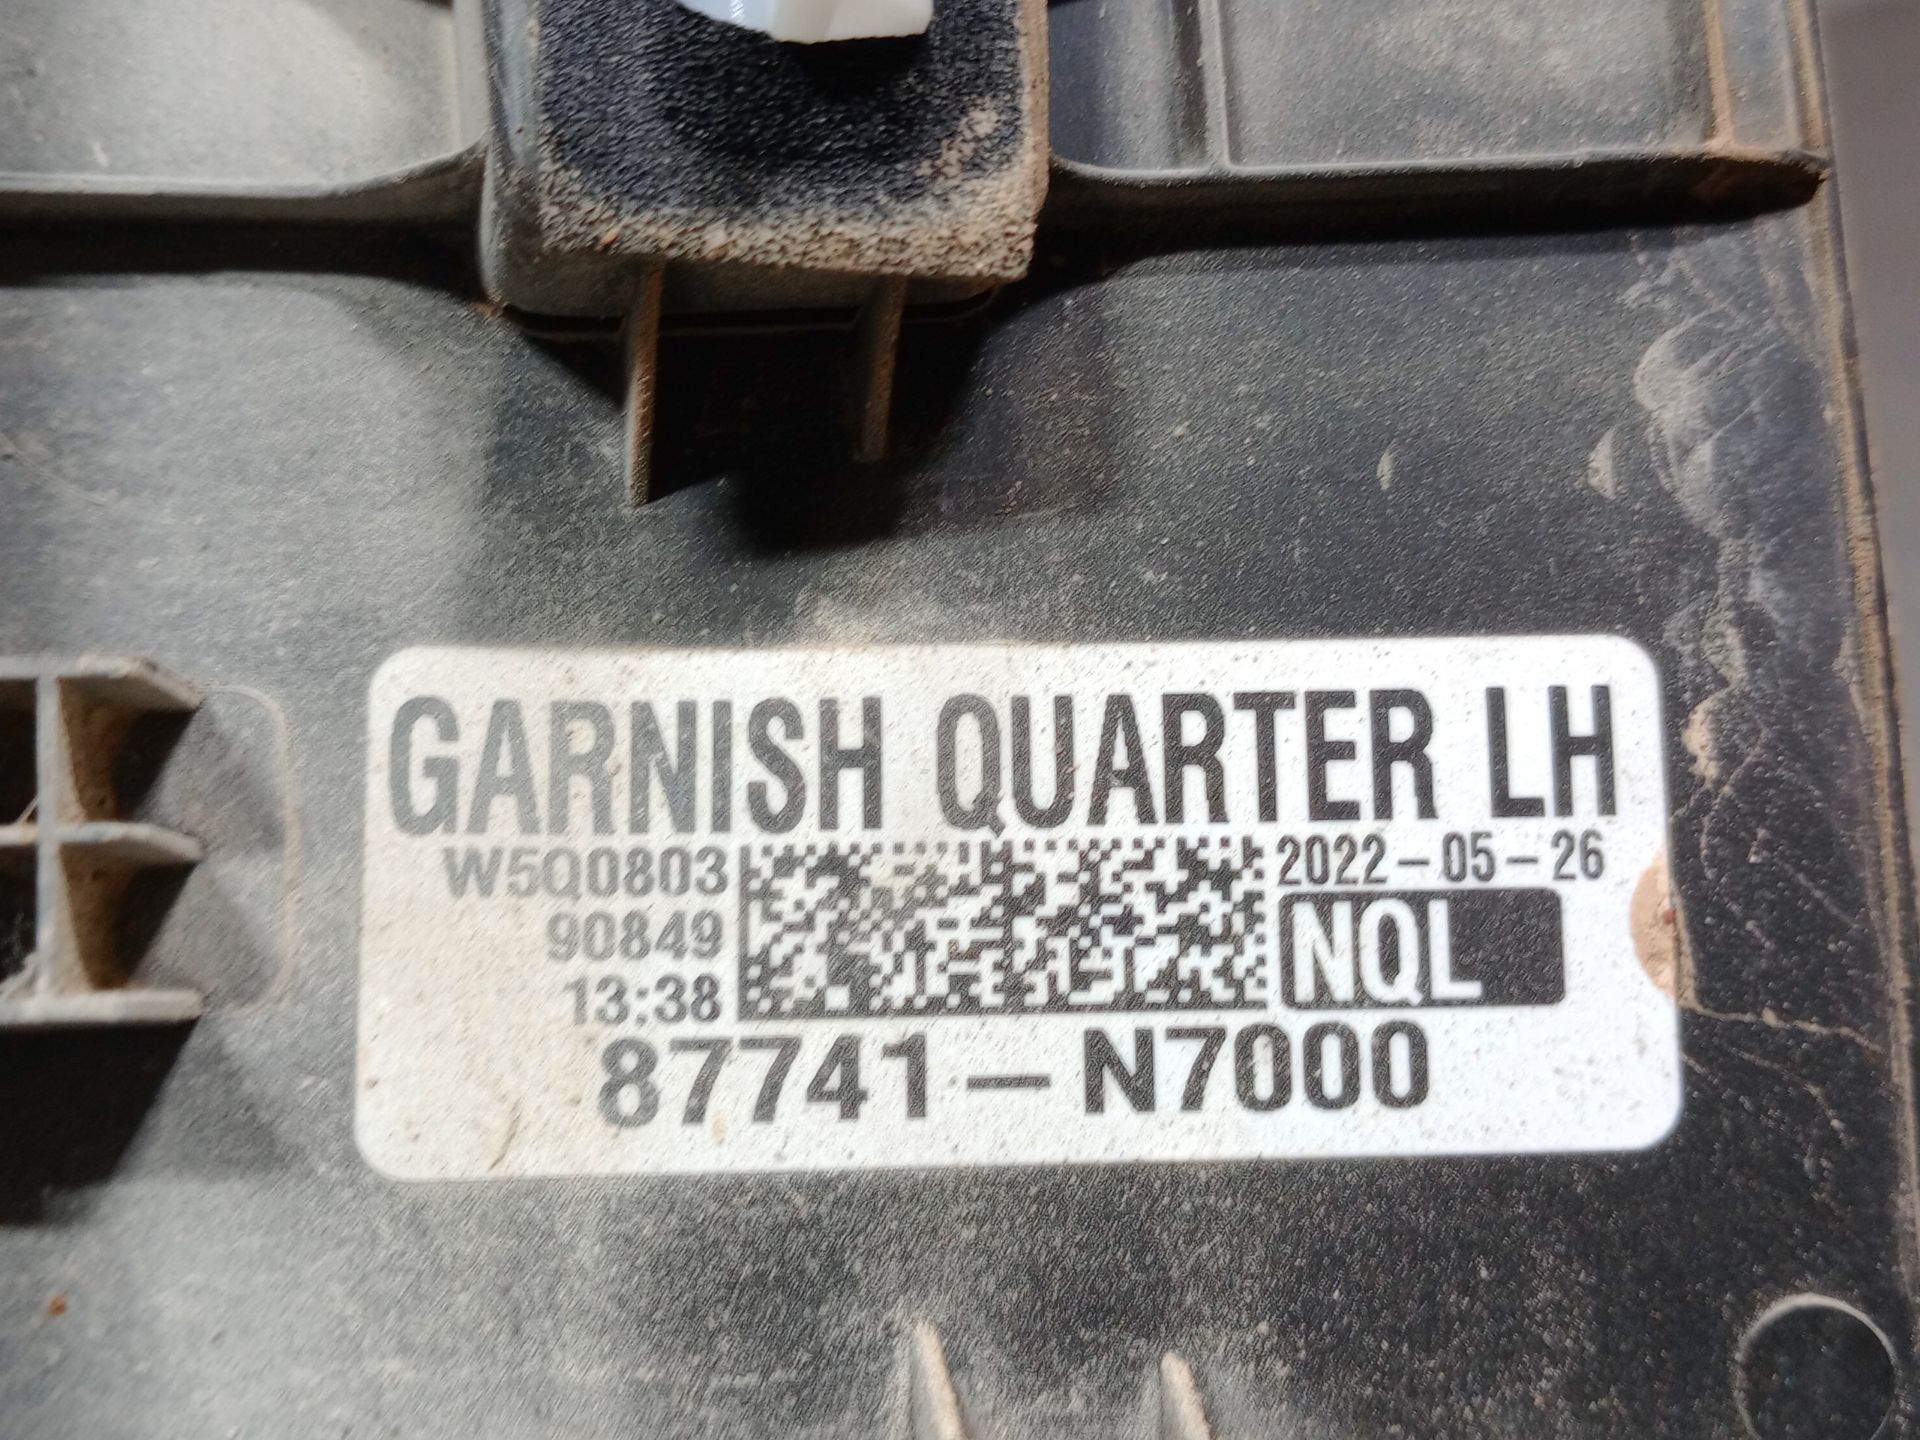 GARNISH QUARTER LH
W5Q0803 2022-05-26
90849 NQL
13:38
87741-N7000